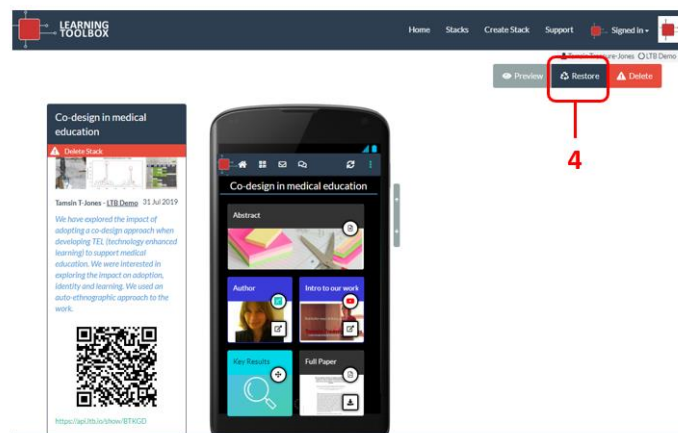 LEARNING
TOOLBOX
Home Stacks Create Stack Support Signed in
Tamsin Treasure-Jones LTB Demo
Preview Restore Delete
4
Co-design in medical
education
Delete Stack
Tamsin T-Jones - LTB Demo 31 Jul 2019
We have explored the impact of
adopting a co-design approach when
developing TEL (technology enhanced
learning) to support medical
education. We were interested in
exploring the impact on adoption,
identity and learning. We used an
auto-ethnographic approach to the
work.
https://api.ltb.io/show/BTKGD
Co-design in medical education
Abstract
Author Intro to our work
Key Results Full Paper